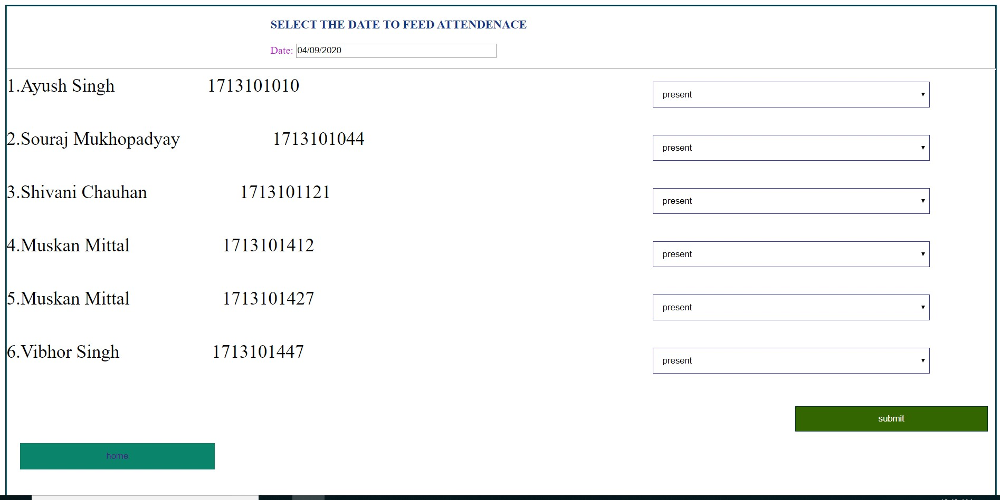 SELECT THE DATE TO FEED ATTENDENACE
Date: 04/09/2020
1.Ayush Singh 1713101010 present
2.Souraj Mukhopadyay 1713101044 present
3.Shivani Chauhan 1713101121 present
4.Muskan Mittal 1713101412 present
5.Muskan Mittal 1713101427 present
6.Vibhor Singh 1713101447 present
submit
home